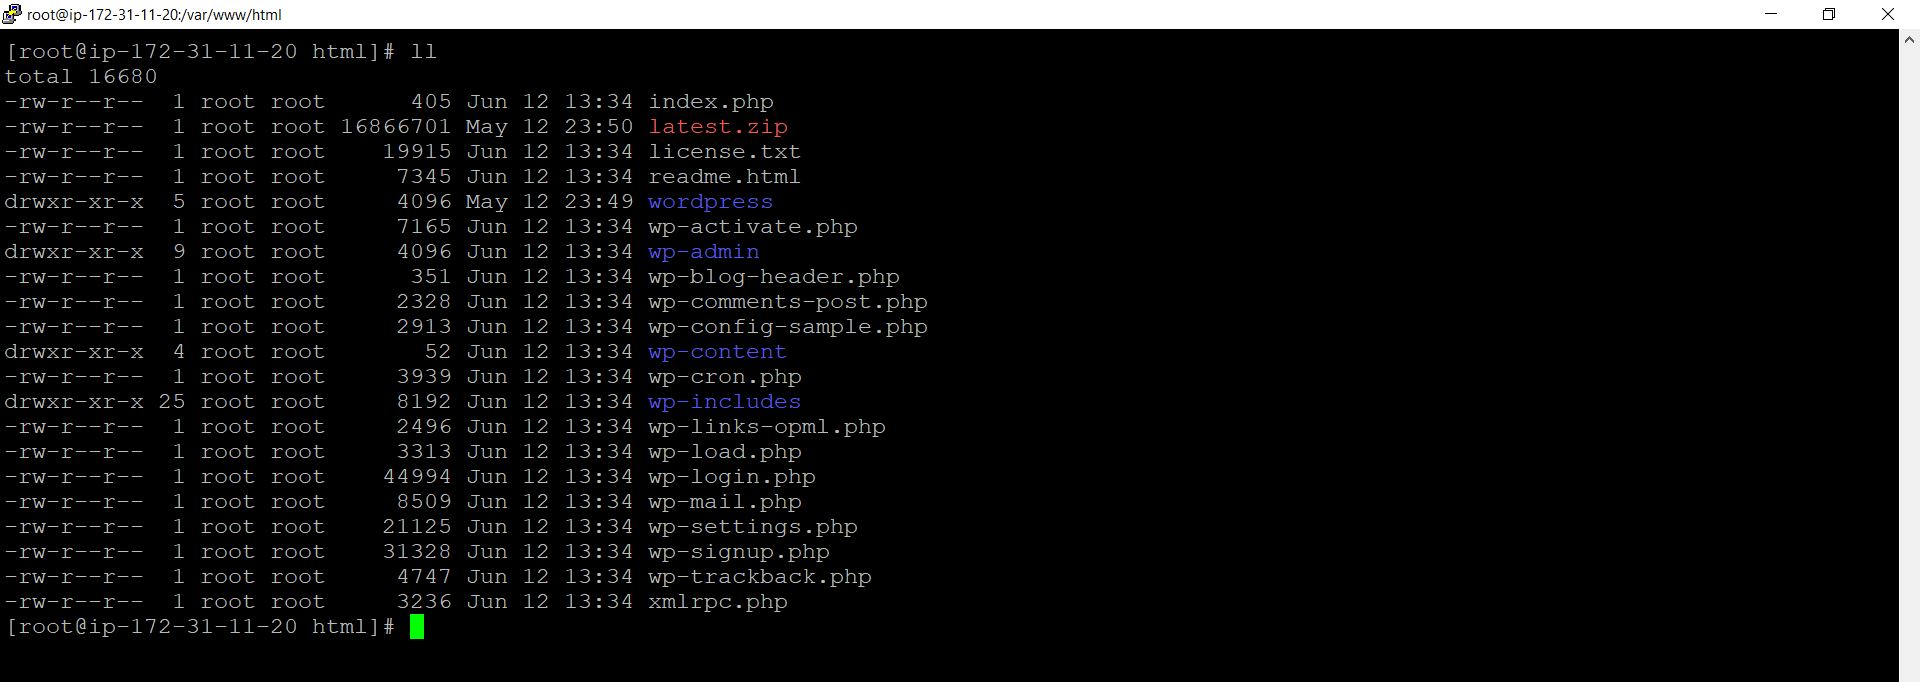 root@ip-172-31-11-20:/var/www/html
[root@ip-172-31-11-20 html]# ll
total 16680
-rw-r--r--  1 root root      405 Jun 12 13:34 index.php
-rw-r--r--  1 root root 16866701 May 12 23:50 latest.zip
-rw-r--r--  1 root root    19915 Jun 12 13:34 license.txt
-rw-r--r--  1 root root     7345 Jun 12 13:34 readme.html
drwxr-xr-x  5 root root     4096 May 12 23:49 wordpress
-rw-r--r--  1 root root     7165 Jun 12 13:34 wp-activate.php
drwxr-xr-x  9 root root     4096 Jun 12 13:34 wp-admin
-rw-r--r--  1 root root      351 Jun 12 13:34 wp-blog-header.php
-rw-r--r--  1 root root     2328 Jun 12 13:34 wp-comments-post.php
-rw-r--r--  1 root root     2913 Jun 12 13:34 wp-config-sample.php
drwxr-xr-x  4 root root       52 Jun 12 13:34 wp-content
-rw-r--r--  1 root root     3939 Jun 12 13:34 wp-cron.php
drwxr-xr-x 25 root root     8192 Jun 12 13:34 wp-includes
-rw-r--r--  1 root root     2496 Jun 12 13:34 wp-links-opml.php
-rw-r--r--  1 root root     3313 Jun 12 13:34 wp-load.php
-rw-r--r--  1 root root    44994 Jun 12 13:34 wp-login.php
-rw-r--r--  1 root root     8509 Jun 12 13:34 wp-mail.php
-rw-r--r--  1 root root    21125 Jun 12 13:34 wp-settings.php
-rw-r--r--  1 root root    31328 Jun 12 13:34 wp-signup.php
-rw-r--r--  1 root root     4747 Jun 12 13:34 wp-trackback.php
-rw-r--r--  1 root root     3236 Jun 12 13:34 xmlrpc.php
[root@ip-172-31-11-20 html]#